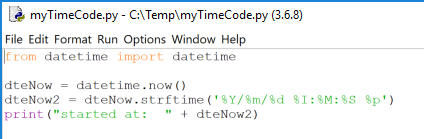 myTimeCode.py - C:\Temp\myTimeCode.py (3.6.8)
File Edit Format Run Options Window Help
from datetime import datetime
dteNow = datetime.now()
dteNow2 = dteNow.strftime('%Y/%m/%d %I:%M:%S %p')
print("started at:  " + dteNow2)